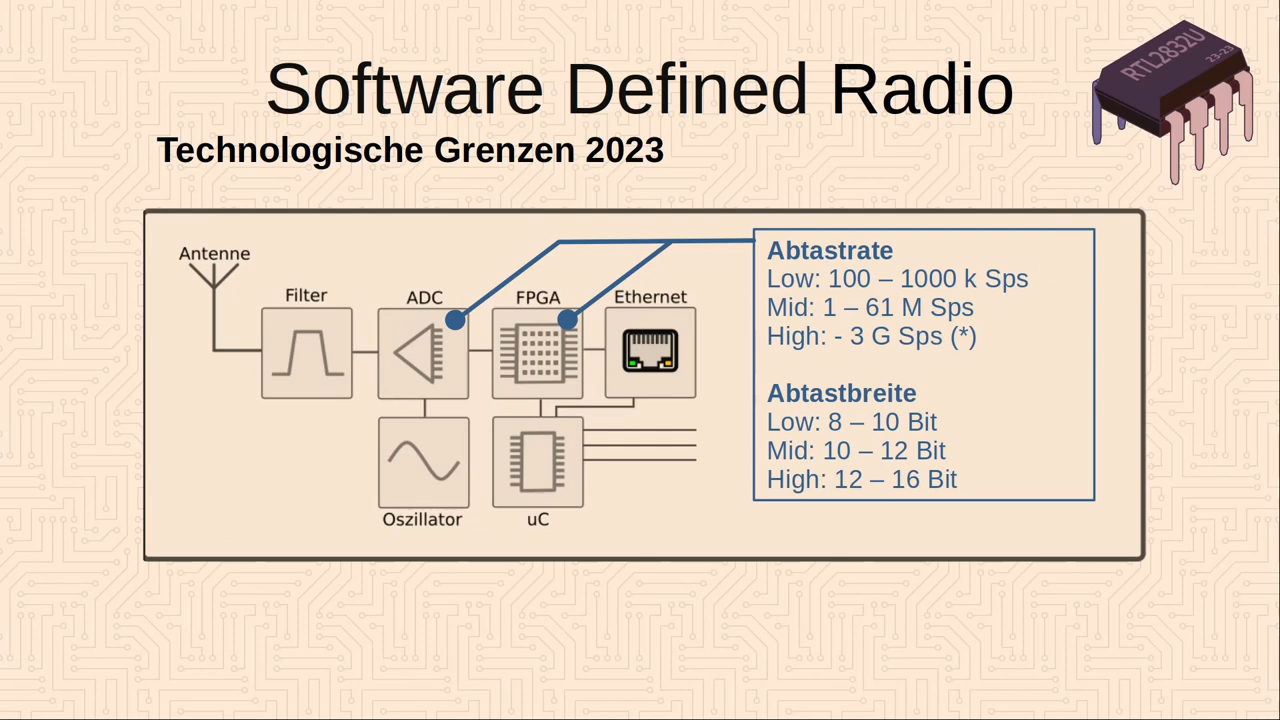 Software Defined Radio
RTL2832U
23-23
Technologische Grenzen 2023
Antenne
Filter
ADC
FPGA
Ethernet
Oszillator
uC
Abtastrate
Low: 100 – 1000 k Sps
Mid: 1 – 61 M Sps
High: - 3 G Sps (*)
Abtastbreite
Low: 8 – 10 Bit
Mid: 10 – 12 Bit
High: 12 – 16 Bit